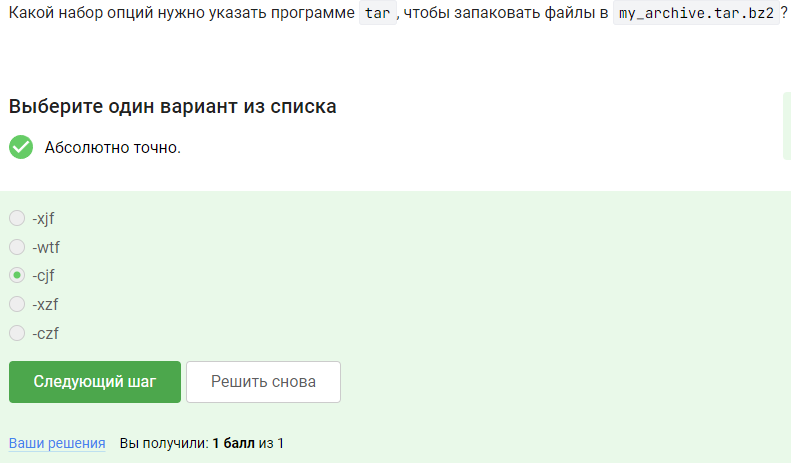 Какой набор опций нужно указать программе tar, чтобы запаковать файлы в my_archive.tar.bz2?
Выберите один вариант из списка
Абсолютно точно.
-xjf
-wtf
-cjf
-xzf
-czf
Следующий шаг Решить снова
Ваши решения Вы получили: 1 балл из 1